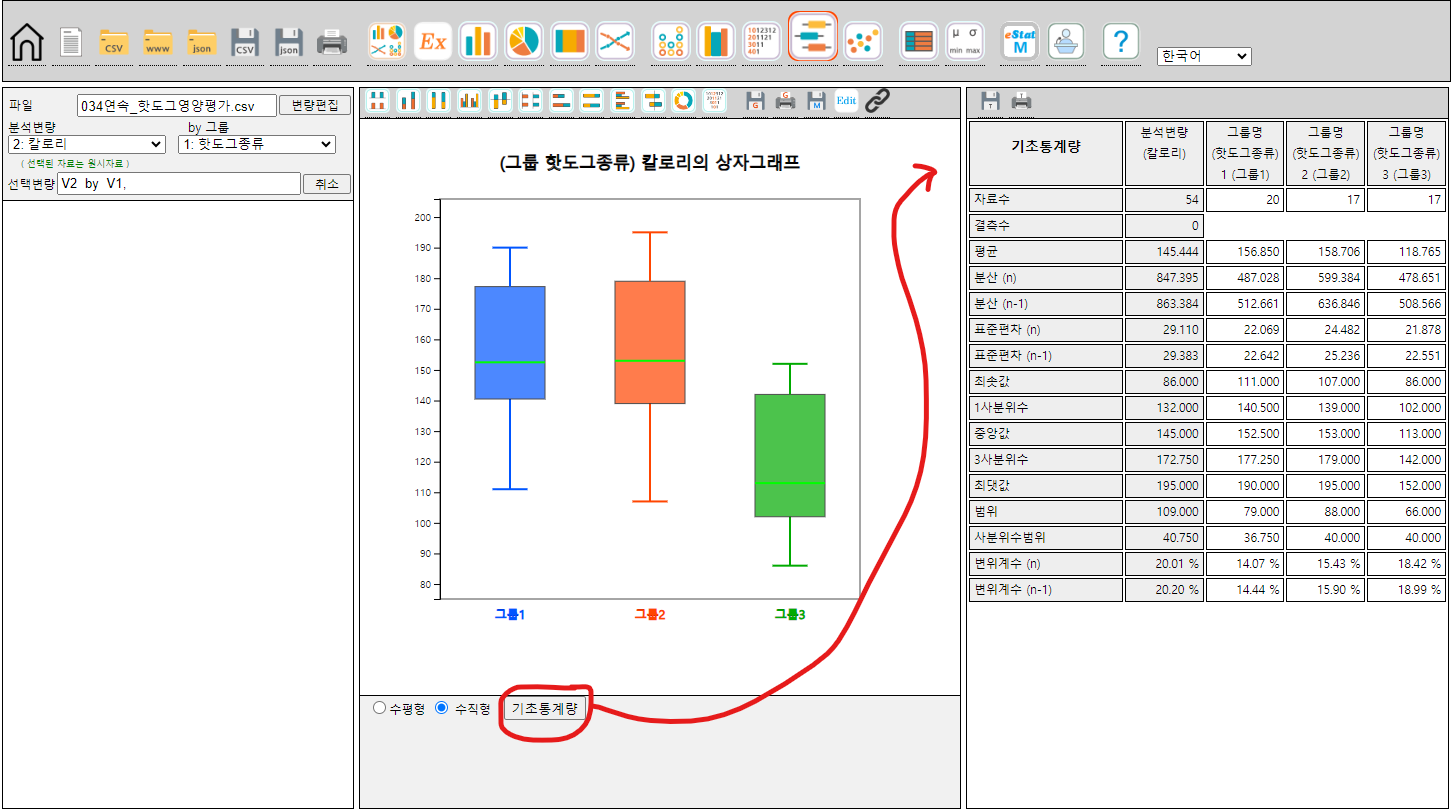 CSV
www
json
CSV
json
Ex
1012312
201121
3011
401
μ σ
min max
eStat
M
?
한국어
파일 034연속_핫도그영양평가.csv 변량편집
분석변량 by 그룹
2: 칼로리 1: 핫도그종류
( 선택된 자료는 원시자료 )
선택변량 V2 by V1, 취소
G
G
M
Edit
(그룹 핫도그종류) 칼로리의 상자그래프
200
190
180
170
160
150
140
130
120
110
100
90
80
그룹1 그룹2 그룹3
수평형 수직형 기초통계량
T
T
기초통계량 분석변량 (칼로리) 그룹명 (핫도그종류) 1 (그룹1) 그룹명 (핫도그종류) 2 (그룹2) 그룹명 (핫도그종류) 3 (그룹3)
자료수 54 20 17 17
결측수 0
평균 145.444 156.850 158.706 118.765
분산 (n) 847.395 487.028 599.384 478.651
분산 (n-1) 863.384 512.661 636.846 508.566
표준편차 (n) 29.110 22.069 24.482 21.878
표준편차 (n-1) 29.383 22.642 25.236 22.551
최솟값 86.000 111.000 107.000 86.000
1사분위수 132.000 140.500 139.000 102.000
중앙값 145.000 152.500 153.000 113.000
3사분위수 172.750 177.250 179.000 142.000
최댓값 195.000 190.000 195.000 152.000
범위 109.000 79.000 88.000 66.000
사분위수범위 40.750 36.750 40.000 40.000
변위계수 (n) 20.01 % 14.07 % 15.43 % 18.42 %
변위계수 (n-1) 20.20 % 14.44 % 15.90 % 18.99 %